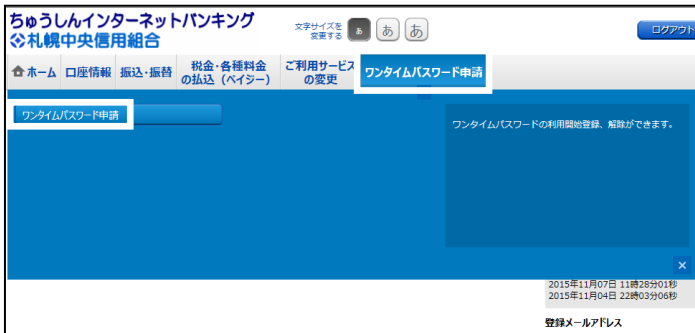 ちゅうしんインターネットバンキング
札幌中央信用組合
文字サイズを
変更する
あ あ あ
ログアウト
ホーム 口座情報 振込・振替 税金・各種料金の払込(ペイジー) ご利用サービスの変更 ワンタイムパスワード申請
ワンタイムパスワード申請
ワンタイムパスワードの利用開始登録、解除ができます。
×
2015年11月07日 11時28分01秒
2015年11月04日 22時03分06秒
登録メールアドレス